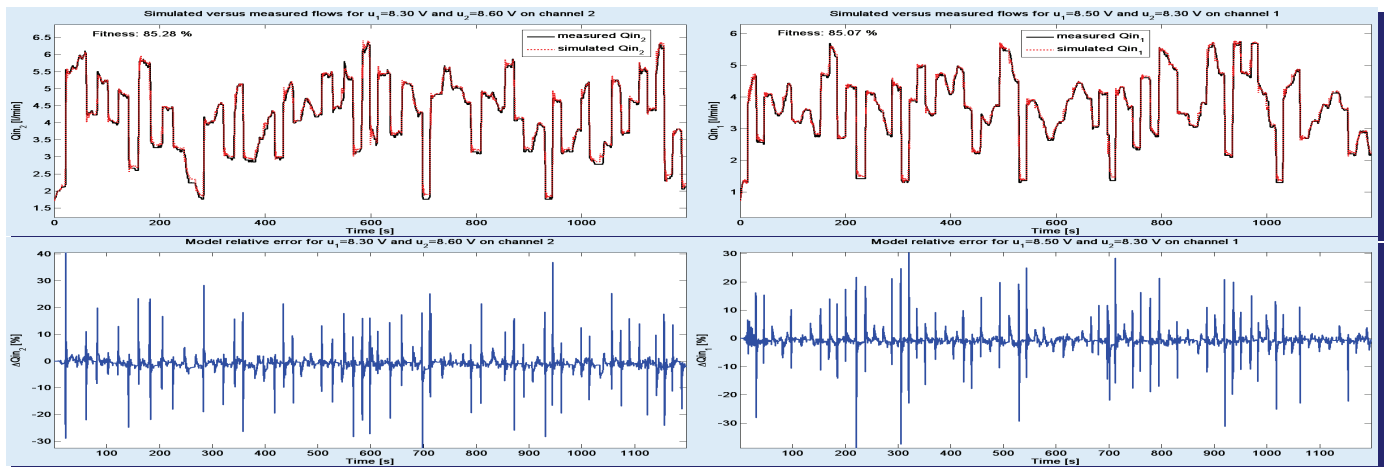 Simulated versus measured flows for u1=8.30 V and u2=8.60 V on channel 2
Fitness: 85.28 %
measured Qin2
simulated Qin2
Qin2 [l/min]
6.5
6
5.5
5
4.5
4
3.5
3
2.5
2
1.5
0 200 400 600 800 1000
Time [s]
Simulated versus measured flows for u1=8.50 V and u2=8.30 V on channel 1
Fitness: 85.07 %
measured Qin1
simulated Qin1
Qin1 [l/min]
6
5
4
3
2
1
0 200 400 600 800 1000
Time [s]
Model relative error for u1=8.30 V and u2=8.60 V on channel 2
ΔQin2 [%]
40
30
20
10
0
-10
-20
-30
100 200 300 400 500 600 700 800 900 1000 1100
Time [s]
Model relative error for u1=8.50 V and u2=8.30 V on channel 1
ΔQin1 [%]
30
20
10
0
-10
-20
-30
100 200 300 400 500 600 700 800 900 1000 1100
Time [s]